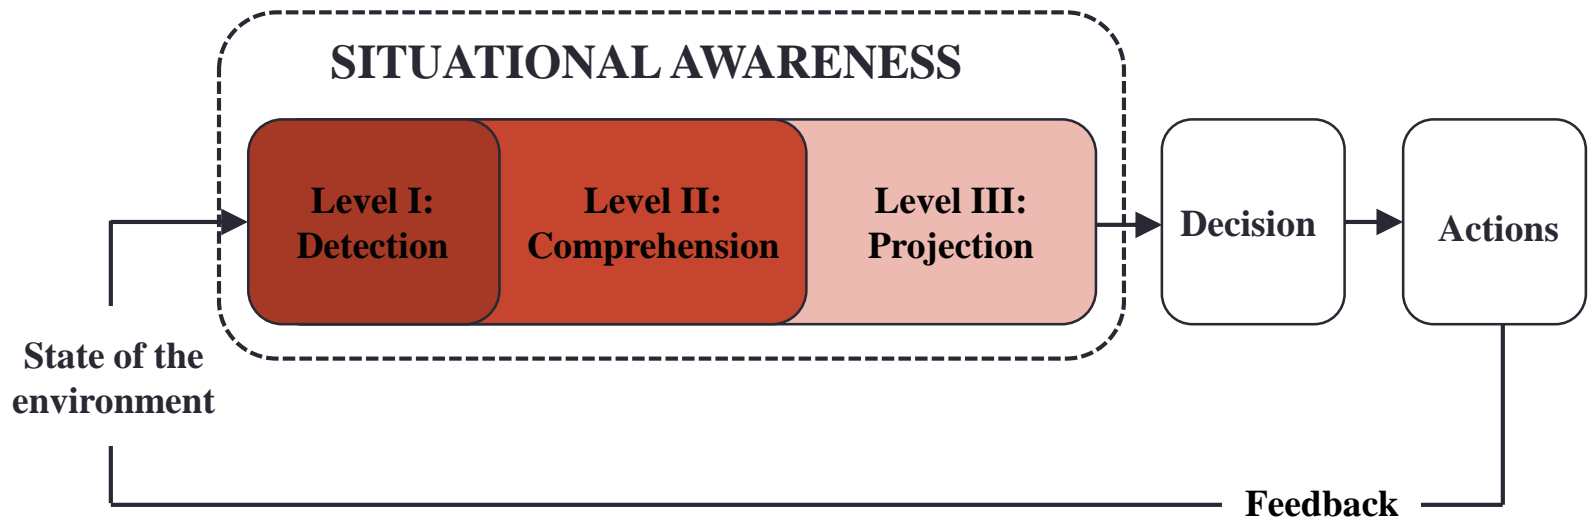 SITUATIONAL AWARENESS
Level I:
Detection
Level II:
Comprehension
Level III:
Projection
Decision
Actions
State of the
environment
Feedback